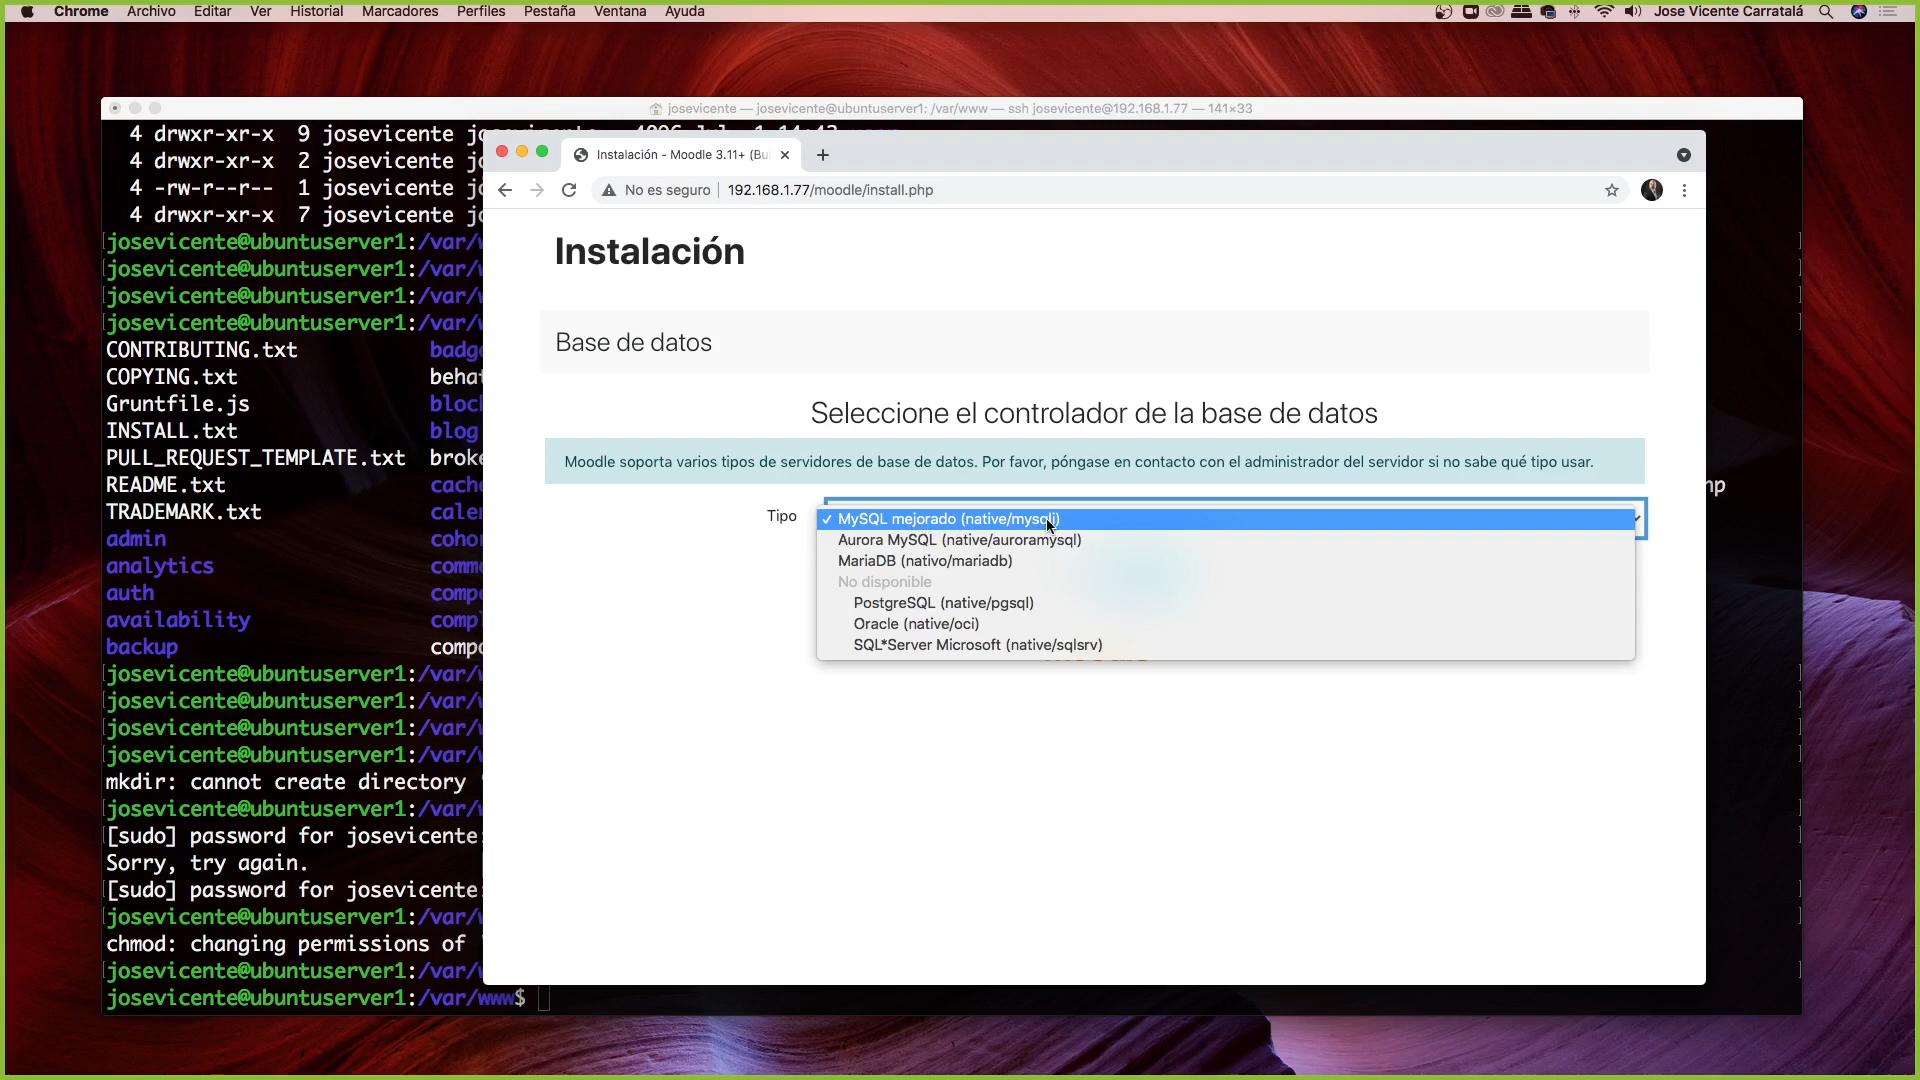 Chrome Archivo Editar Ver Historial Marcadores Perfiles Pestaña Ventana Ayuda Jose Vicente Carratalá
josevicente — josevicente@ubuntuserver1: /var/www — ssh josevicente@192.168.1.77 — 141×33
4 drwxr-xr-x 9 josevicente
4 drwxr-xr-x 2 josevicente
4 -rw-r--r-- 1 josevicente
4 drwxr-xr-x 7 josevicente
josevicente@ubuntuserver1:/var/
josevicente@ubuntuserver1:/var/
josevicente@ubuntuserver1:/var/
josevicente@ubuntuserver1:/var/
CONTRIBUTING.txt
COPYING.txt
Gruntfile.js
INSTALL.txt blog
PULL_REQUEST_TEMPLATE.txt
README.txt
TRADEMARK.txt
admin
analytics
auth
availability
backup
josevicente@ubuntuserver1:/var/
josevicente@ubuntuserver1:/var/
josevicente@ubuntuserver1:/var/
josevicente@ubuntuserver1:/var/
mkdir: cannot create directory
josevicente@ubuntuserver1:/var/
[sudo] password for josevicente:
Sorry, try again.
[sudo] password for josevicente:
josevicente@ubuntuserver1:/var/
chmod: changing permissions of
josevicente@ubuntuserver1:/var/
josevicente@ubuntuserver1:/var/www$
Instalación - Moodle 3.11+ (Bu
No es seguro 192.168.1.77/moodle/install.php
Instalación
Base de datos
Seleccione el controlador de la base de datos
Moodle soporta varios tipos de servidores de base de datos. Por favor, póngase en contacto con el administrador del servidor si no sabe qué tipo usar.
Tipo
✓ MySQL mejorado (native/mysqli)
Aurora MySQL (native/auroramysql)
MariaDB (nativo/mariadb)
No disponible
PostgreSQL (native/pgsql)
Oracle (native/oci)
SQL*Server Microsoft (native/sqlsrv)